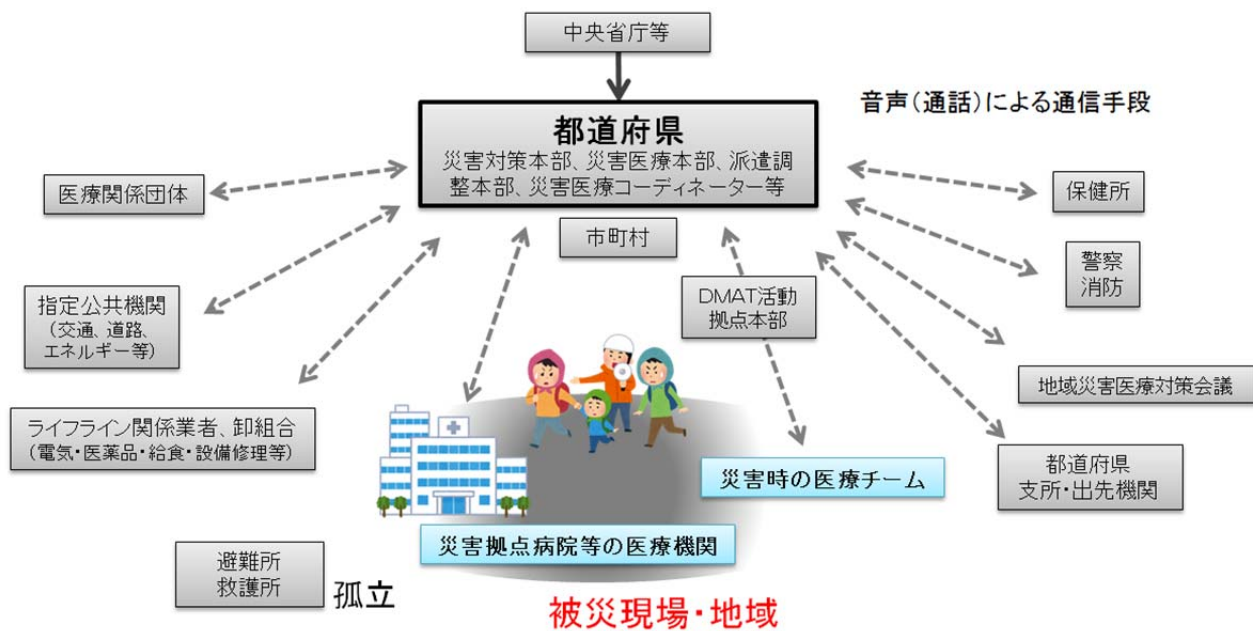 中央省庁等
音声(通話)による通信手段
都道府県
災害対策本部、災害医療本部、派遣調
整本部、災害医療コーディネーター等
医療関係団体
保健所
市町村
警察
消防
指定公共機関
(交通、道路、
エネルギー等)
DMAT活動
拠点本部
地域災害医療対策会議
ライフライン関係業者、卸組合
(電気・医薬品・給食・設備修理等)
災害時の医療チーム
都道府県
支所・出先機関
災害拠点病院等の医療機関
避難所
救護所
孤立
被災現場・地域